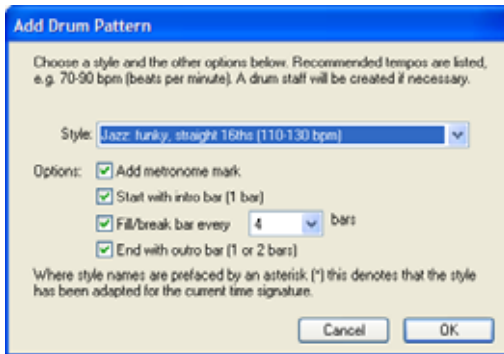 Add Drum Pattern
Choose a style and the other options below. Recommended tempos are listed,
e.g. 70-90 bpm (beats per minute). A drum staff will be created if necessary.
Style: Jazz: funky, straight 16ths (110-130 bpm)
Options: Add metronome mark
Start with intro bar (1 bar)
Fill/break bar every 4 bars
End with outro bar (1 or 2 bars)
Where style names are prefaced by an asterisk (*) this denotes that the style
has been adapted for the current time signature.
Cancel OK